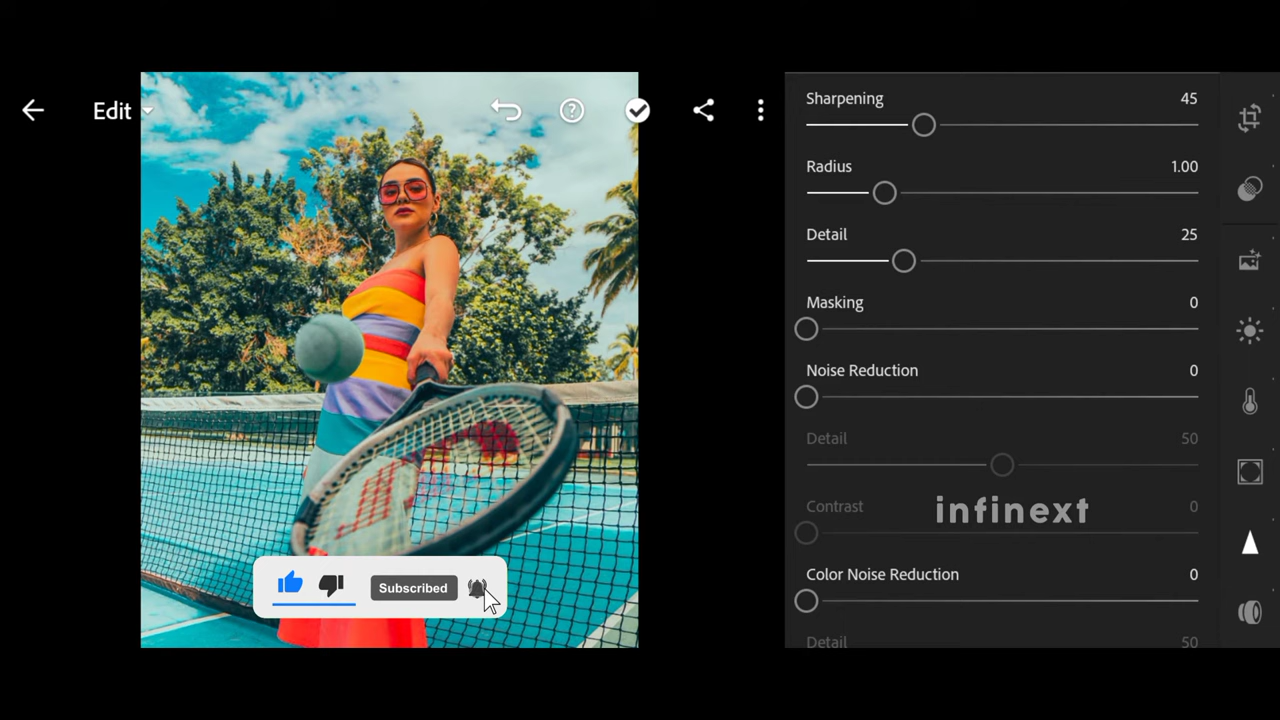 Edit
Sharpening 45
Radius 1.00
Detail 25
Masking 0
Noise Reduction 0
Detail 50
Contrast 0
infinext
Color Noise Reduction 0
Detail 50
Subscribed